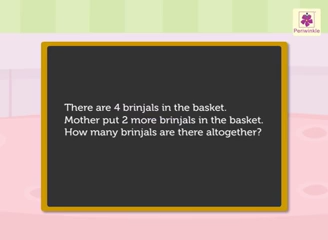 Periwinkle
There are 4 brinjals in the basket.
Mother put 2 more brinjals in the basket.
How many brinjals are there altogether?